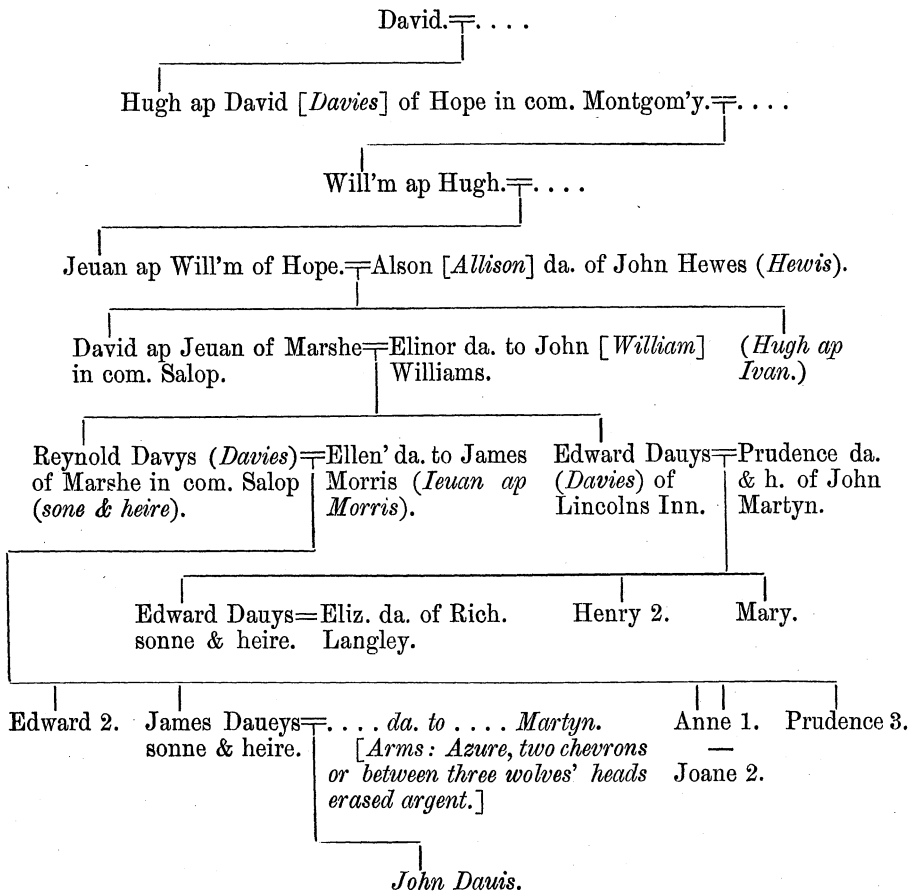 David. . . . .
Hugh ap David [Davies] of Hope in com. Montgom'y. . . . .
Will'm ap Hugh. . . . .
Jeuan ap Will'm of Hope. Alson [Allison] da. of John Hewes (Hewis).
David ap Jeuan of Marshe
in com. Salop.
Elinor da. to John [William]
Williams.
(Hugh ap
Ivan.)
Reynold Davys (Davies)
of Marshe in com. Salop
(sone & heire).
Ellen' da. to James
Morris (Ieuan ap
Morris).
Edward Dauys
(Davies) of
Lincolns Inn.
Prudence da.
& h. of John
Martyn.
Edward Dauys=Eliz. da. of Rich.
sonne & heire. Langley.
Henry 2.
Mary.
Edward 2.
James Daueys
sonne & heire.
. . . . da. to . . . . Martyn.
[Arms: Azure, two chevrons
or between three wolves' heads
erased argent.]
Anne 1.
—
Joane 2.
Prudence 3.
John Dauis.